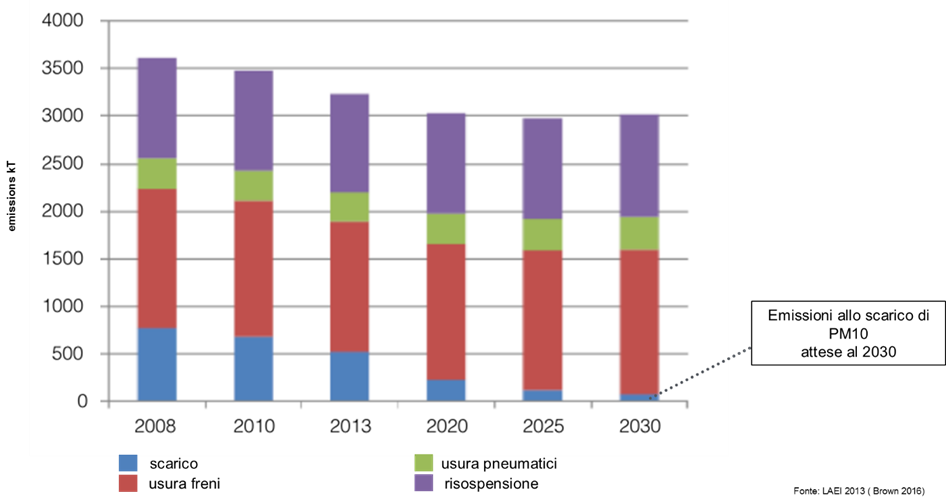 4000
3500
3000
2500
2000
1500
1000
500
0
emissions kT
2008 2010 2013 2020 2025 2030
Emissioni allo scarico di
PM10
attese al 2030
scarico
usura freni
usura pneumatici
risospensione
Fonte: LAEI 2013 ( Brown 2016)